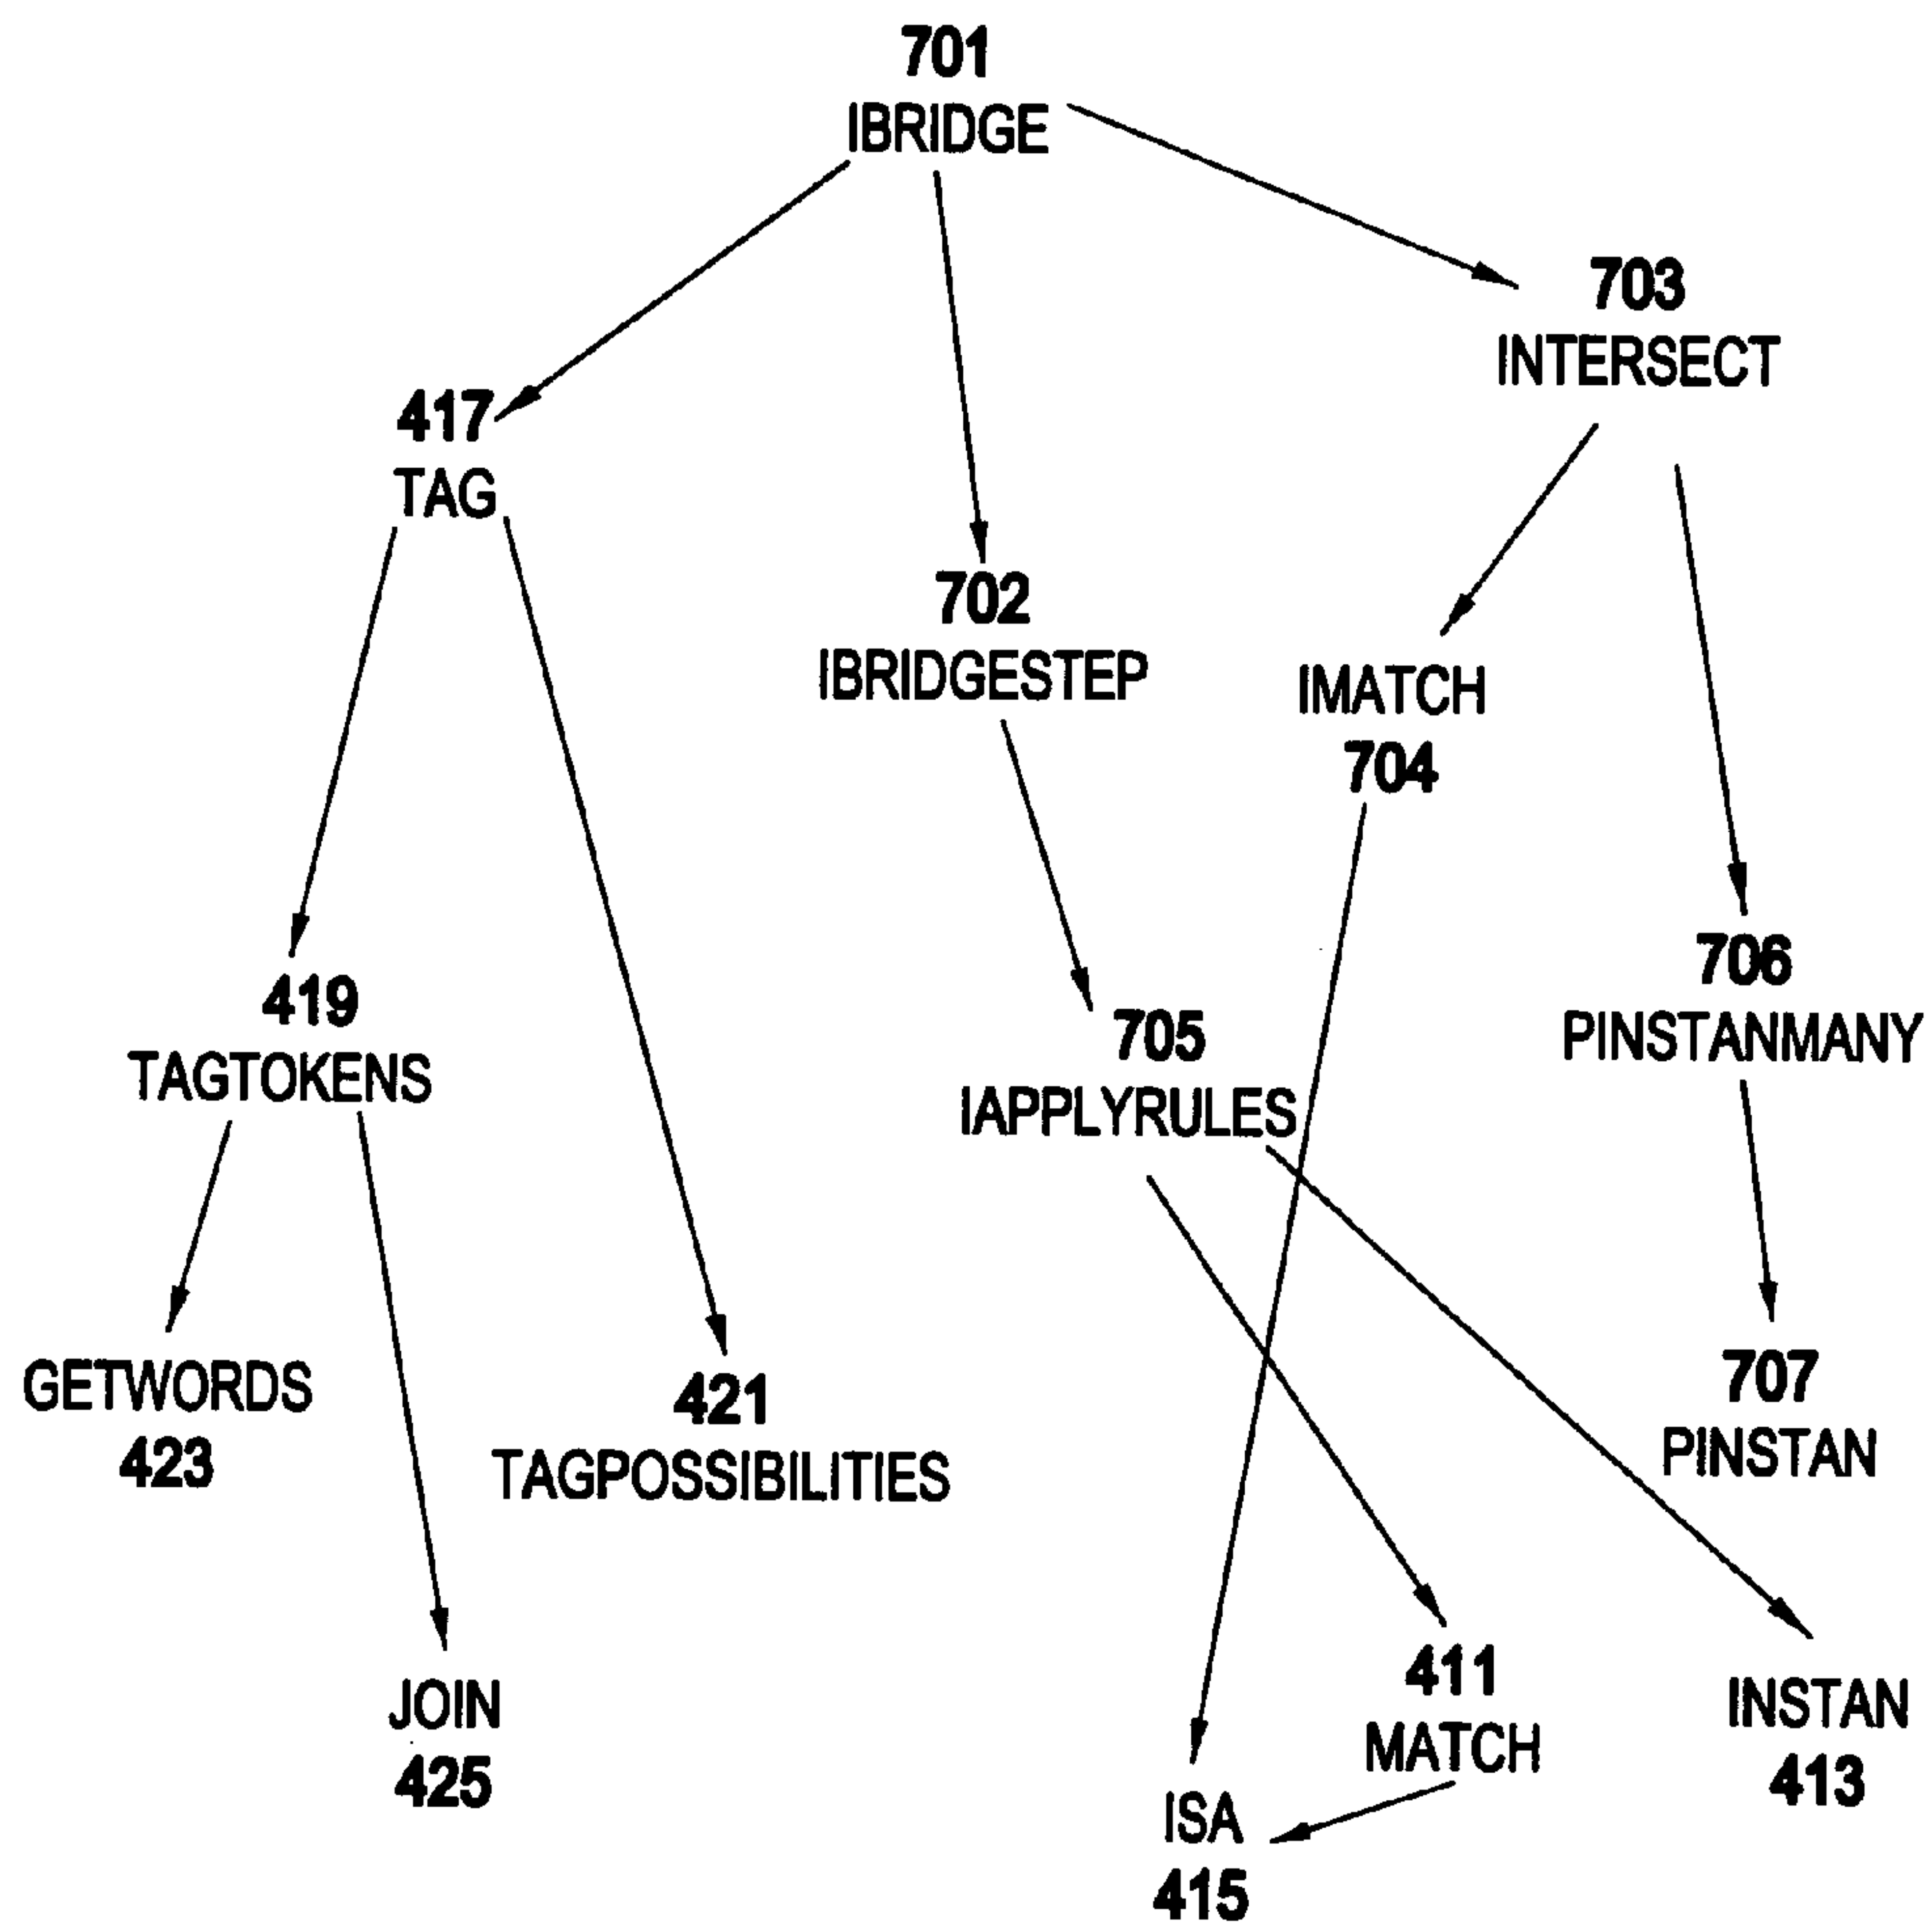 701
IBRIDGE
703
INTERSECT
417
TAG
702
IBRIDGESTEP
IMATCH
704
706
PINSTANMANY
419
TAGTOKENS
705
IAPPLYRULES
GETWORDS
423
421
TAGPOSSIBILITIES
707
PINSTAN
JOIN
425
411
MATCH
INSTAN
413
ISA
415